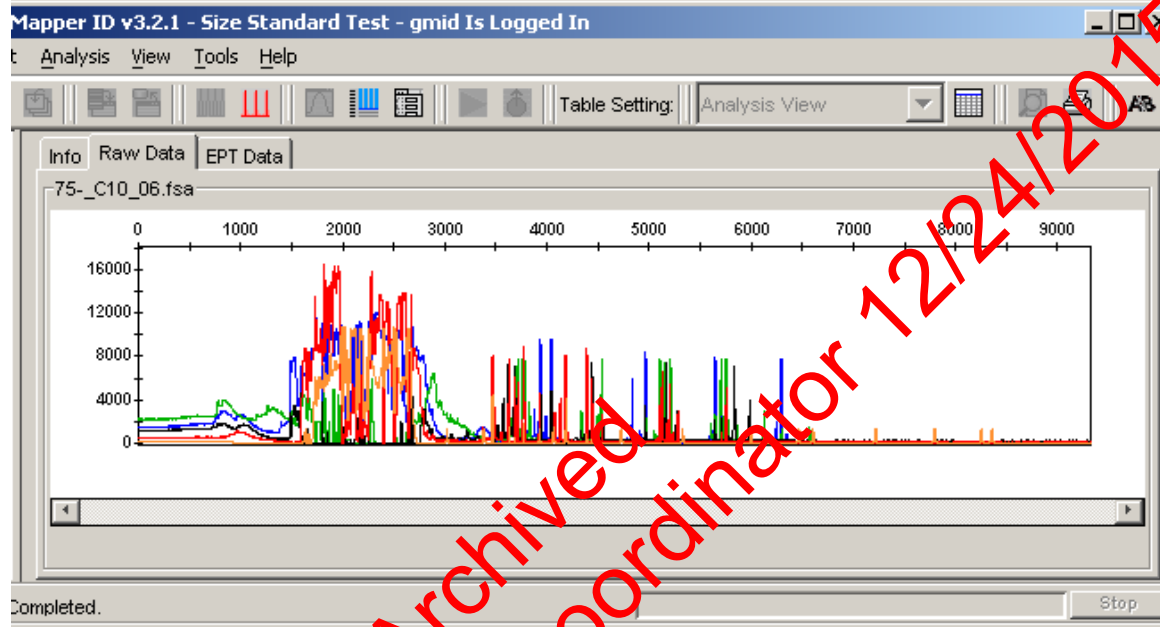 Mapper ID v3.2.1 - Size Standard Test - gmid Is Logged In
t Analysis View Tools Help
Table Setting: Analysis View
Info Raw Data EPT Data
75-_C10_06.fsa
0 1000 2000 3000 4000 5000 6000 7000 8000 9000
16000
12000
8000
4000
0
Completed.
Stop
Archived
oordinator 12/24/2015